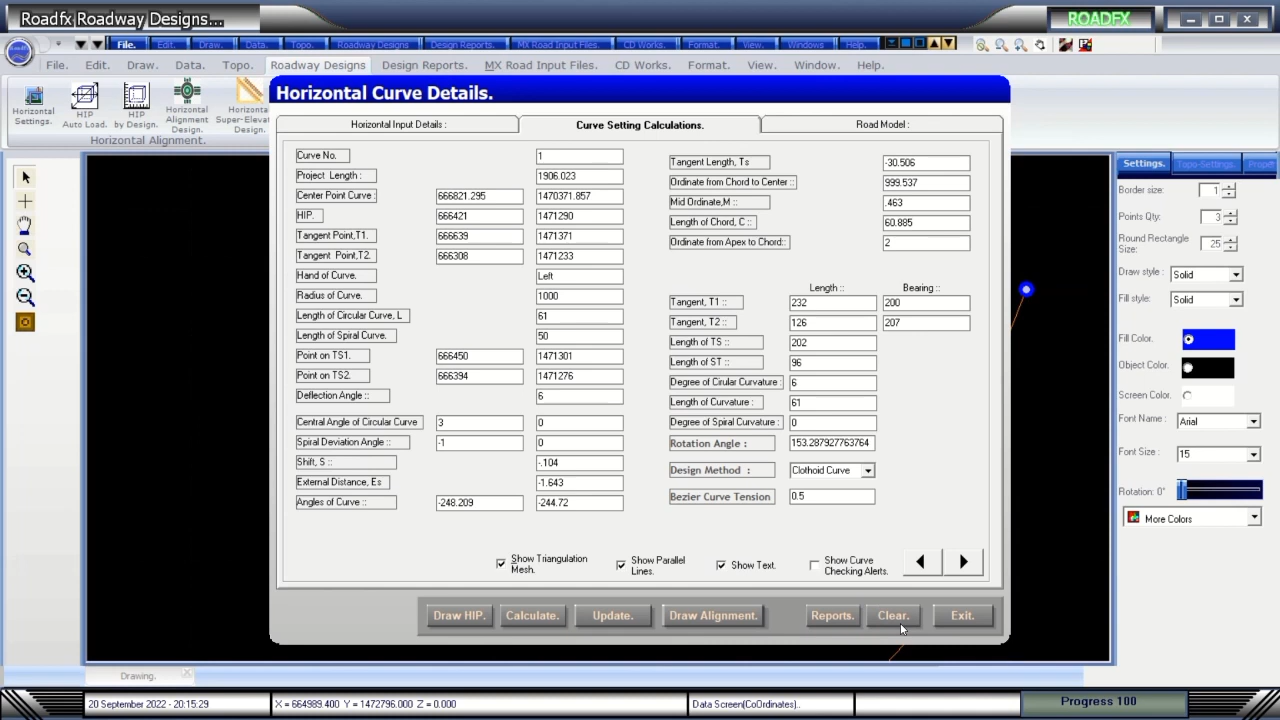 Roadfx Roadway Designs...
ROADFX
File. Edit. Draw. Data. Topo. Roadway Designs Design Reports. MX Road Input Files. CD Works. Format. View. Windows Help.
File. Edit. Draw. Data. Topo. Roadway Designs Design Reports. MX Road Input Files. CD Works. Format. View. Window. Help.
Horizontal Settings.
HIP Auto Load.
HIP by Design.
Horizontal Alignment Design.
Horizonta Super-Elevat Design.
Horizontal Alignment.
Horizontal Curve Details.
Horizontal Input Details : Curve Setting Calculations. Road Model :
Curve No. 1
Project Length : 1906.023
Center Point Curve : 666821.295 1470371.857
HIP. 666421 1471290
Tangent Point,T1. 666639 1471371
Tangent Point,T2. 666308 1471233
Hand of Curve. Left
Radius of Curve. 1000
Length of Circular Curve, L 61
Length of Spiral Curve. 50
Point on TS1. 666450 1471301
Point on TS2. 666394 1471276
Deflection Angle :: 6
Central Angle of Circular Curve 3 0
Spiral Deviation Angle :: -1 0
Shift, S :: -.104
External Distance, Es -1.643
Angles of Curve :: -248.209 -244.72
Tangent Length, Ts -30.506
Ordinate from Chord to Center :: 999.537
Mid Ordinate,M :: .463
Length of Chord, C :: 60.885
Ordinate from Apex to Chord:: 2
Length :: Bearing ::
Tangent, T1 :: 232 200
Tangent, T2 :: 126 207
Length of TS :: 202
Length of ST :: 96
Degree of Cirular Curvature : 6
Length of Curvature : 61
Degree of Spiral Curvature : 0
Rotation Angle : 153.287927763764
Design Method : Clothoid Curve
Bezier Curve Tension 0.5
Show Triangulation Mesh.
Show Parallel Lines.
Show Text.
Show Curve Checking Alerts.
Draw HIP. Calculate. Update. Draw Alignment. Reports. Clear. Exit.
Settings. Topo-Settings. Prope
Border size: 1
Points Qty: 3
Round Rectangle Size: 25
Draw style : Solid
Fill style: Solid
Fill Color.
Object Color.
Screen Color.
Font Name : Arial
Font Size : 15
Rotation: 0°
More Colors
Drawing.
20 September 2022 - 20:15:29 X = 664989.400 Y = 1472796.000 Z = 0.000 Data Screen(CoOrdinates).. Progress 100